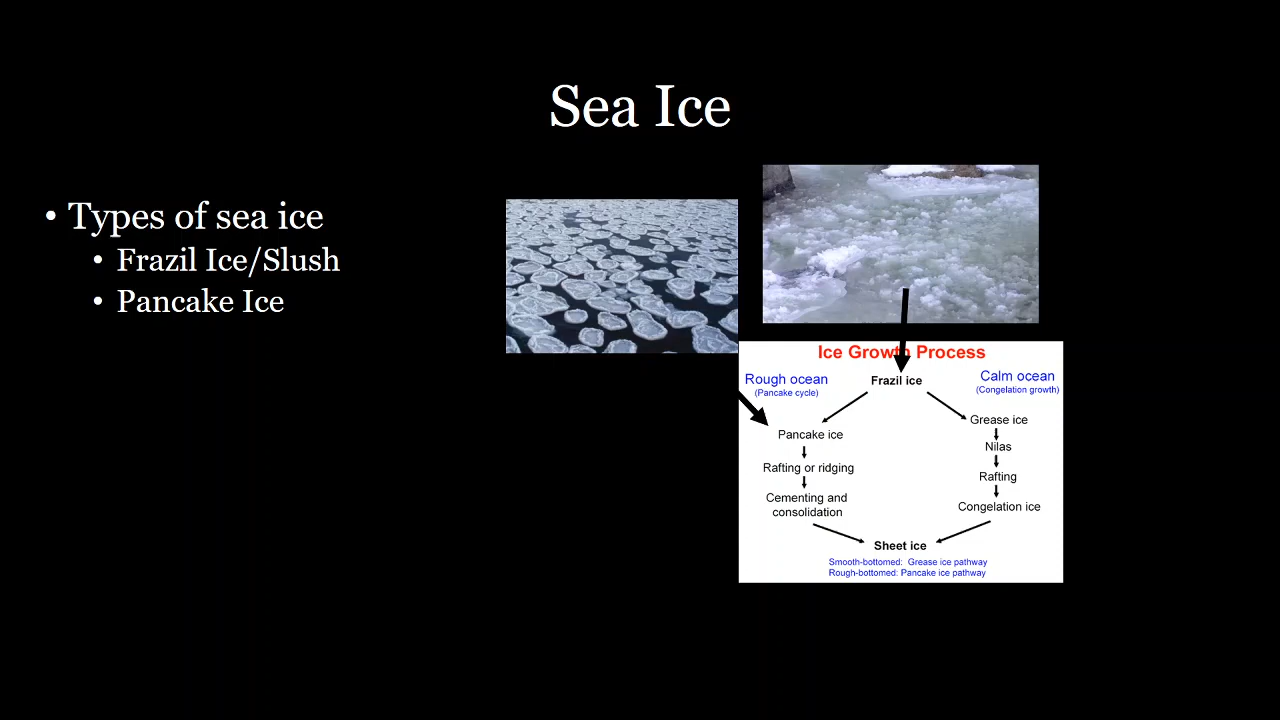 Sea Ice
• Types of sea ice
• Frazil Ice/Slush
• Pancake Ice
Ice Growth Process
Rough ocean
(Pancake cycle)
Frazil ice
Calm ocean
(Congelation growth)
Pancake ice
Rafting or ridging
Cementing and
consolidation
Grease ice
Nilas
Rafting
Congelation ice
Sheet ice
Smooth-bottomed: Grease ice pathway
Rough-bottomed: Pancake ice pathway